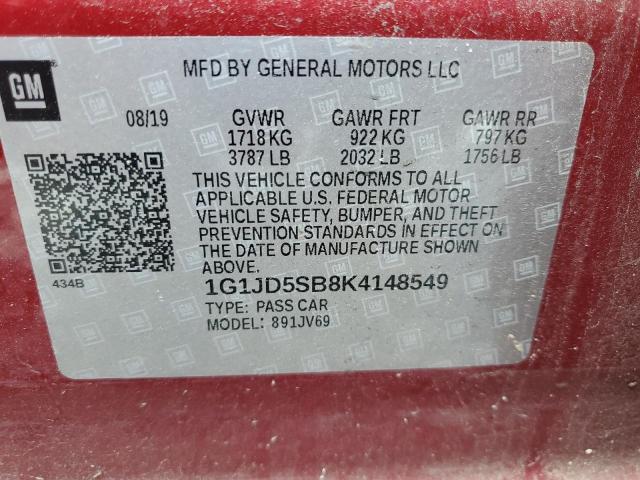 GM
MFD BY GENERAL MOTORS LLC
08/19 GVWR GAWR FRT GAWR RR
1718 KG 922 KG 797 KG
3787 LB 2032 LB 1756 LB
THIS VEHICLE CONFORMS TO ALL
APPLICABLE U.S. FEDERAL MOTOR
VEHICLE SAFETY, BUMPER, AND THEFT
PREVENTION STANDARDS IN EFFECT ON
THE DATE OF MANUFACTURE SHOWN
ABOVE.
434B
1G1JD5SB8K4148549
TYPE: PASS CAR
MODEL: 891JV69